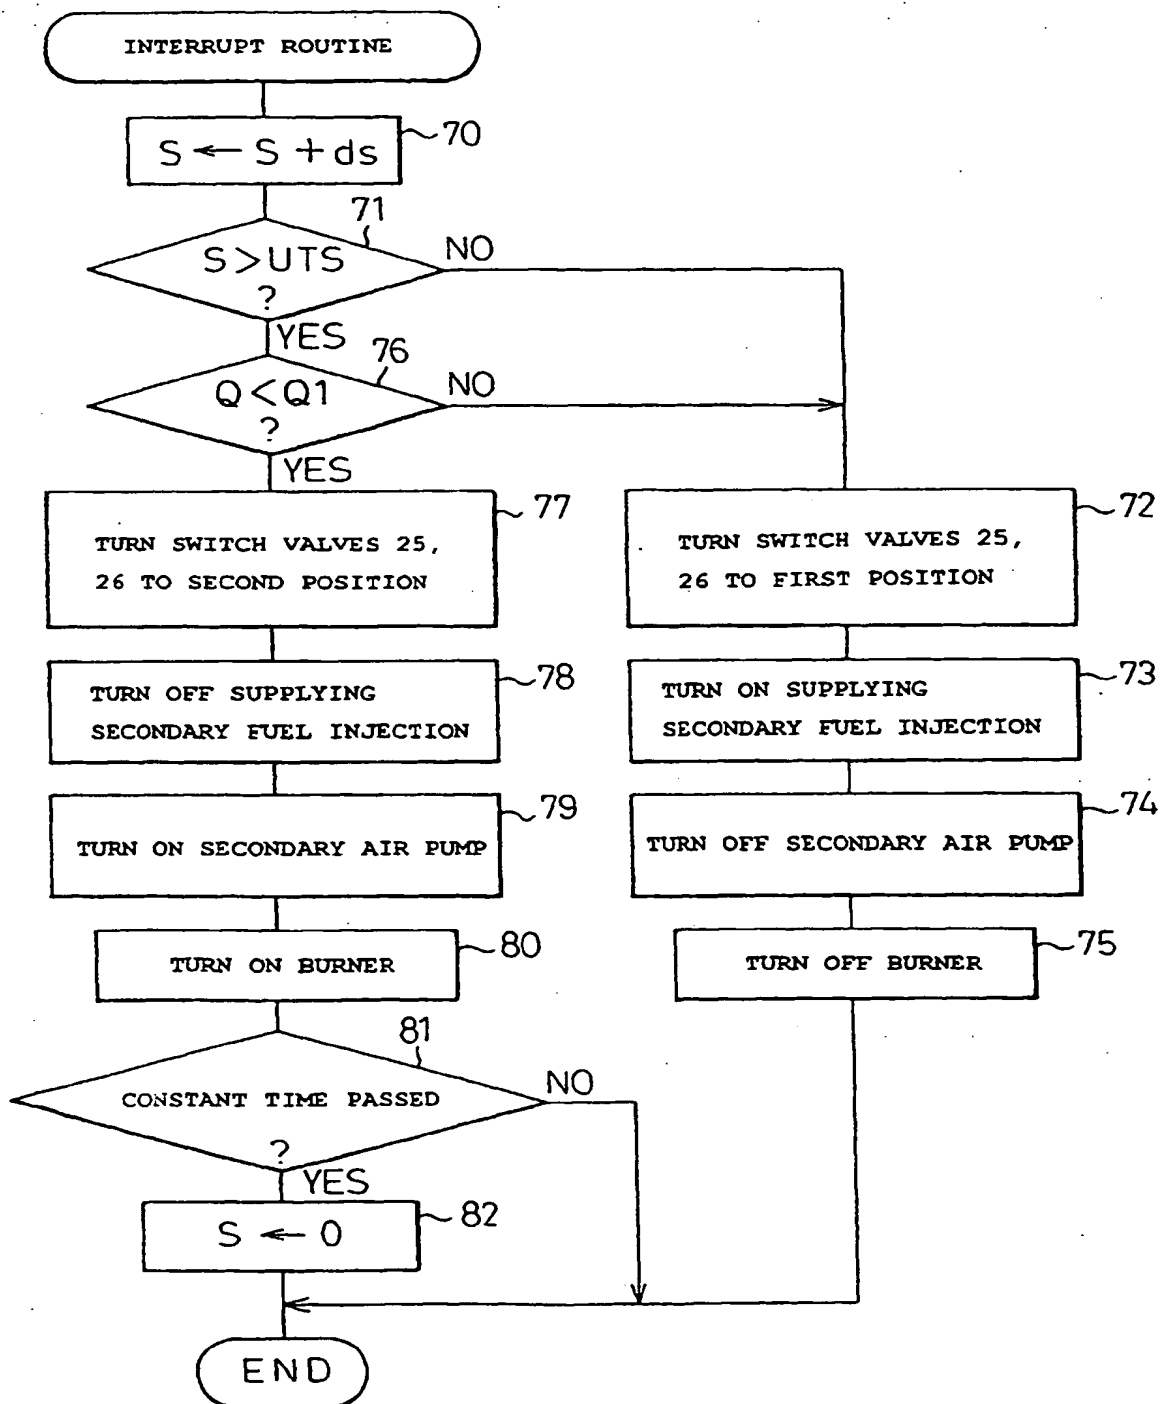 INTERRUPT ROUTINE
S ← S + ds
70
71
S > UTS
?
NO
YES
76
Q < Q1
?
NO
YES
77
TURN SWITCH VALVES 25,
26 TO SECOND POSITION
72
TURN SWITCH VALVES 25,
26 TO FIRST POSITION
78
TURN OFF SUPPLYING
SECONDARY FUEL INJECTION
73
TURN ON SUPPLYING
SECONDARY FUEL INJECTION
79
TURN ON SECONDARY AIR PUMP
74
TURN OFF SECONDARY AIR PUMP
80
TURN ON BURNER
75
TURN OFF BURNER
81
CONSTANT TIME PASSED
?
NO
YES
82
S ← 0
END